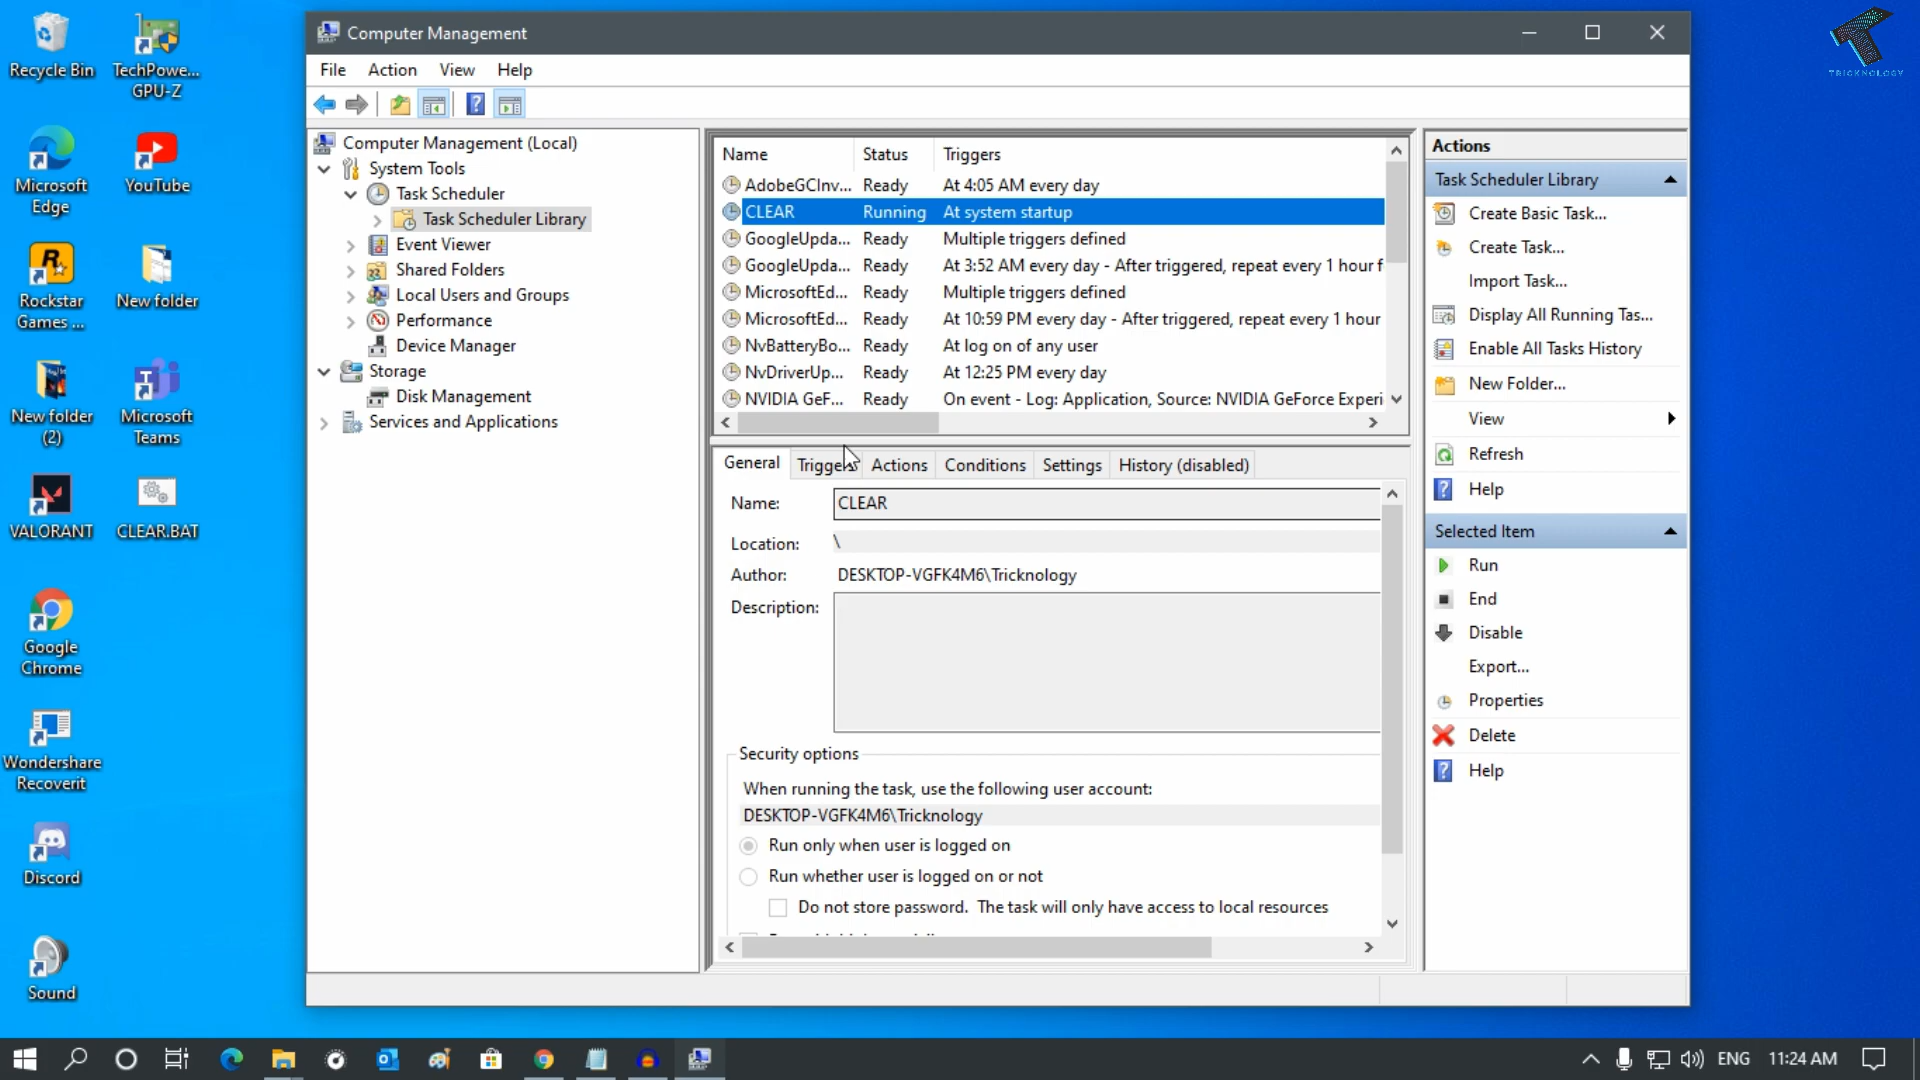 Recycle Bin
TechPowe...
GPU-Z
Microsoft
Edge
YouTube
Rockstar
Games ...
New folder
New folder
(2)
Microsoft
Teams
VALORANT
CLEAR.BAT
Google
Chrome
Wondershare
Recoverit
Discord
Sound
TRICKNOLOGY
Computer Management
File Action View Help
Computer Management (Local)
System Tools
Task Scheduler
Task Scheduler Library
Event Viewer
Shared Folders
Local Users and Groups
Performance
Device Manager
Storage
Disk Management
Services and Applications
Name Status Triggers
AdobeGCInv... Ready At 4:05 AM every day
CLEAR Running At system startup
GoogleUpda... Ready Multiple triggers defined
GoogleUpda... Ready At 3:52 AM every day - After triggered, repeat every 1 hour f
MicrosoftEd... Ready Multiple triggers defined
MicrosoftEd... Ready At 10:59 PM every day - After triggered, repeat every 1 hour
NvBatteryBo... Ready At log on of any user
NvDriverUp... Ready At 12:25 PM every day
NVIDIA GeF... Ready On event - Log: Application, Source: NVIDIA GeForce Experi
General Triggers Actions Conditions Settings History (disabled)
Name: CLEAR
Location: \
Author: DESKTOP-VGFK4M6\Tricknology
Description:
Security options
When running the task, use the following user account:
DESKTOP-VGFK4M6\Tricknology
Run only when user is logged on
Run whether user is logged on or not
Do not store password. The task will only have access to local resources
Actions
Task Scheduler Library
Create Basic Task...
Create Task...
Import Task...
Display All Running Tas...
Enable All Tasks History
New Folder...
View
Refresh
Help
Selected Item
Run
End
Disable
Export...
Properties
Delete
Help
ENG 11:24 AM